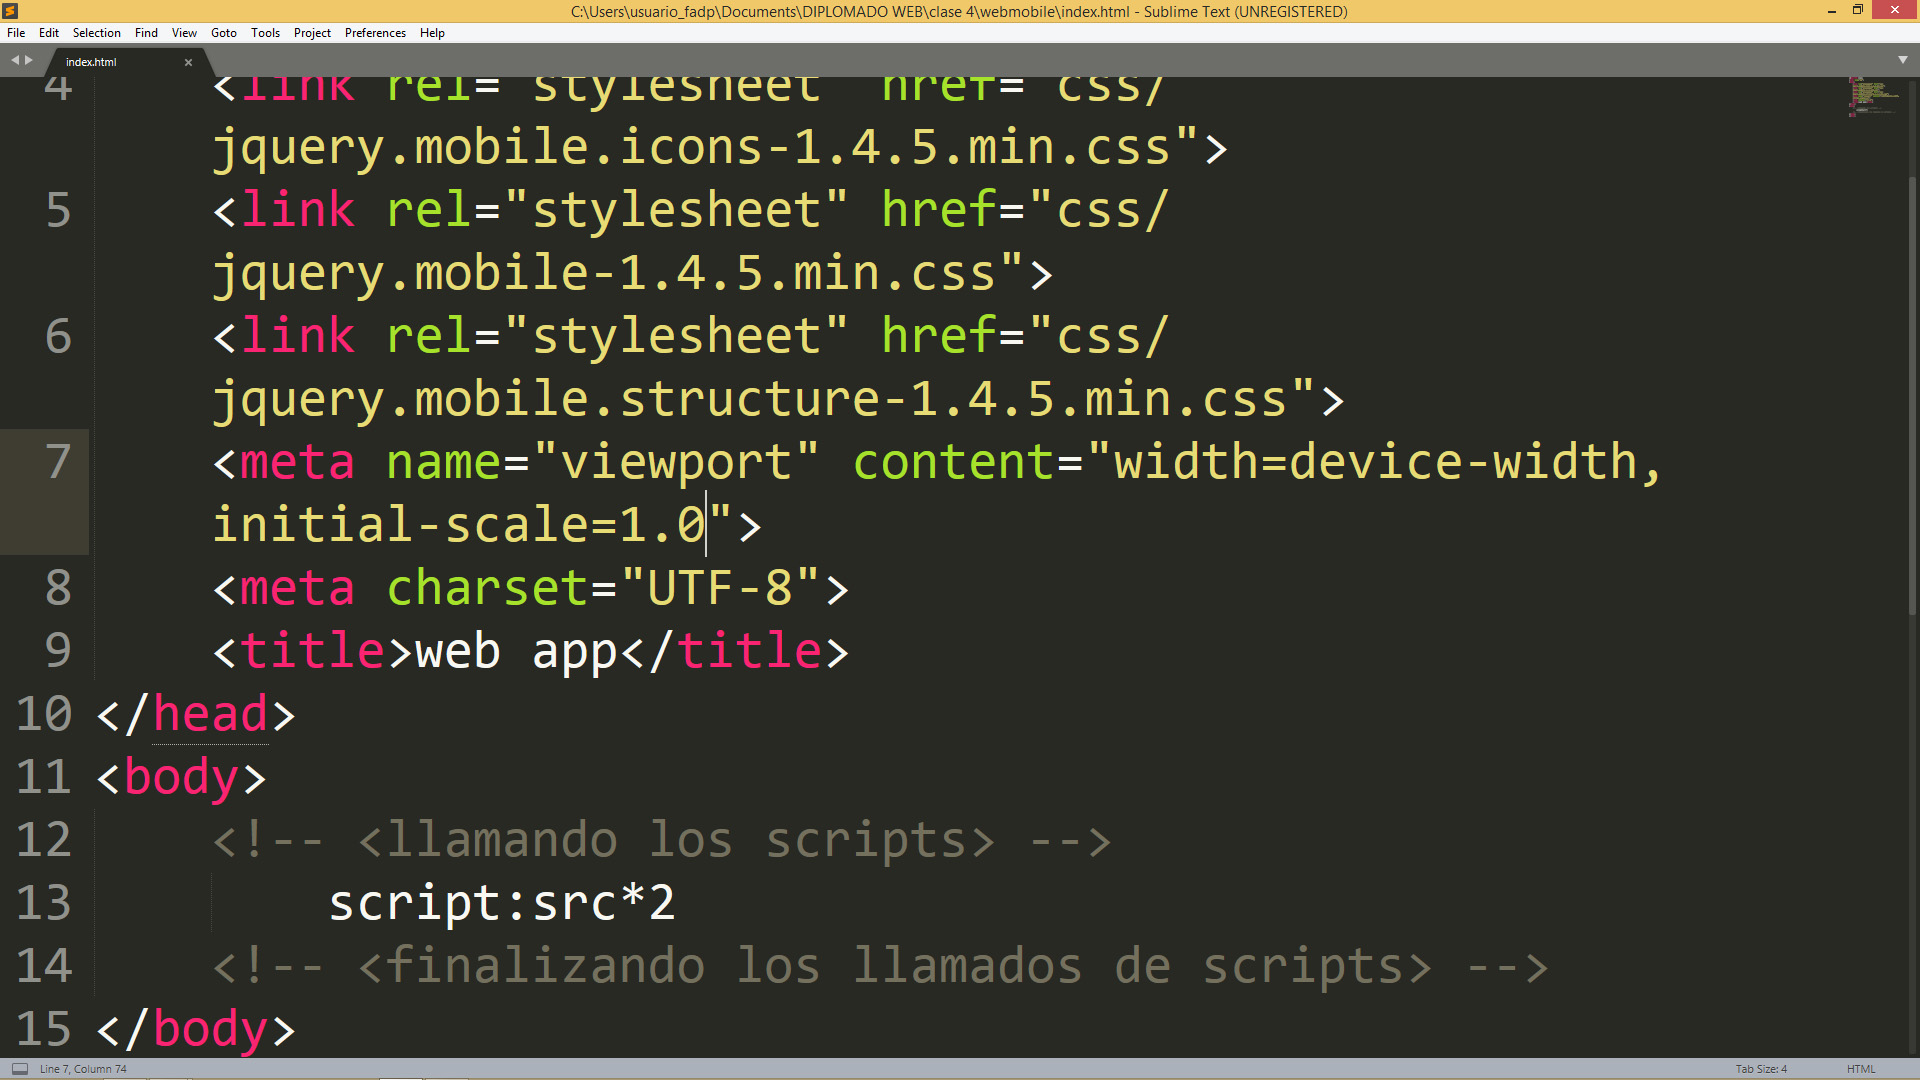 C:\Users\usuario_fadp\Documents\DIPLOMADO WEB\clase 4\webmobile\index.html - Sublime Text (UNREGISTERED)
File Edit Selection Find View Goto Tools Project Preferences Help
index.html
4 <link rel="stylesheet" href="css/
jquery.mobile.icons-1.4.5.min.css">
5 <link rel="stylesheet" href="css/
jquery.mobile-1.4.5.min.css">
6 <link rel="stylesheet" href="css/
jquery.mobile.structure-1.4.5.min.css">
7 <meta name="viewport" content="width=device-width,
initial-scale=1.0">
8 <meta charset="UTF-8">
9 <title>web app</title>
10 </head>
11 <body>
12 <!-- <llamando los scripts> -->
13 script:src*2
14 <!-- <finalizando los llamados de scripts> -->
15 </body>
Line 7, Column 74
Tab Size: 4
HTML